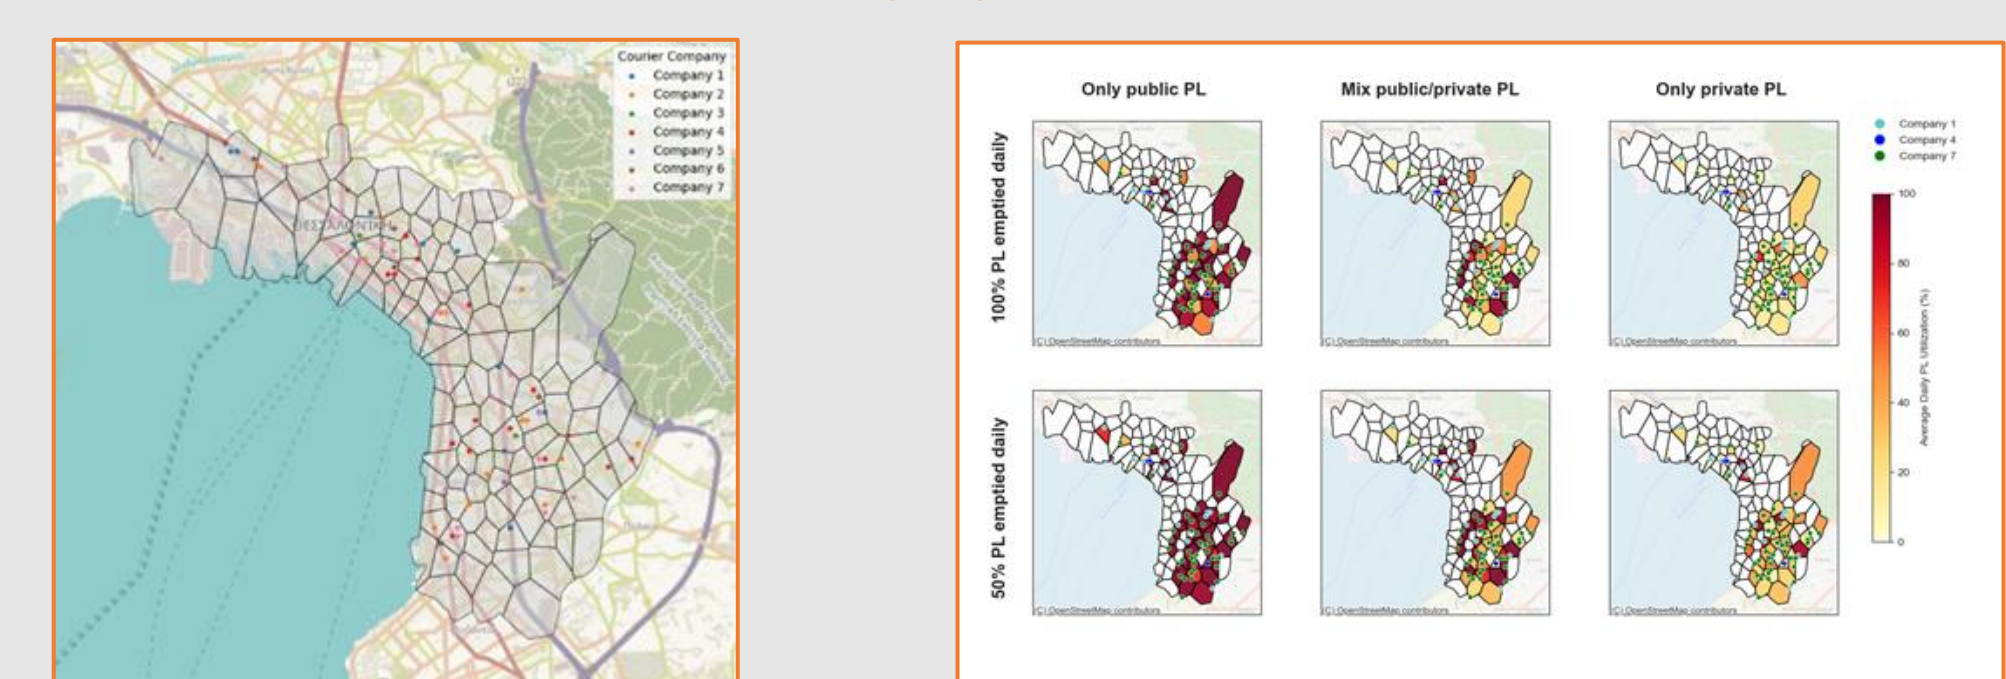 Courier Company
Company 1
Company 2
Company 3
Company 4
Company 5
Company 6
Company 7
ΘΕΣΣΑΛΟΝΙΚΗ
Only public PL
Mix public/private PL
Only private PL
100% PL emptied daily
50% PL emptied daily
(C) OpenStreetMap contributors
(C) OpenStreetMap contributors
(C) OpenStreetMap contributors
(C) OpenStreetMap contributors
(C) OpenStreetMap contributors
(C) OpenStreetMap contributors
Company 1
Company 4
Company 7
100
80
60
40
20
0
Average Daily PL Utilization (%)